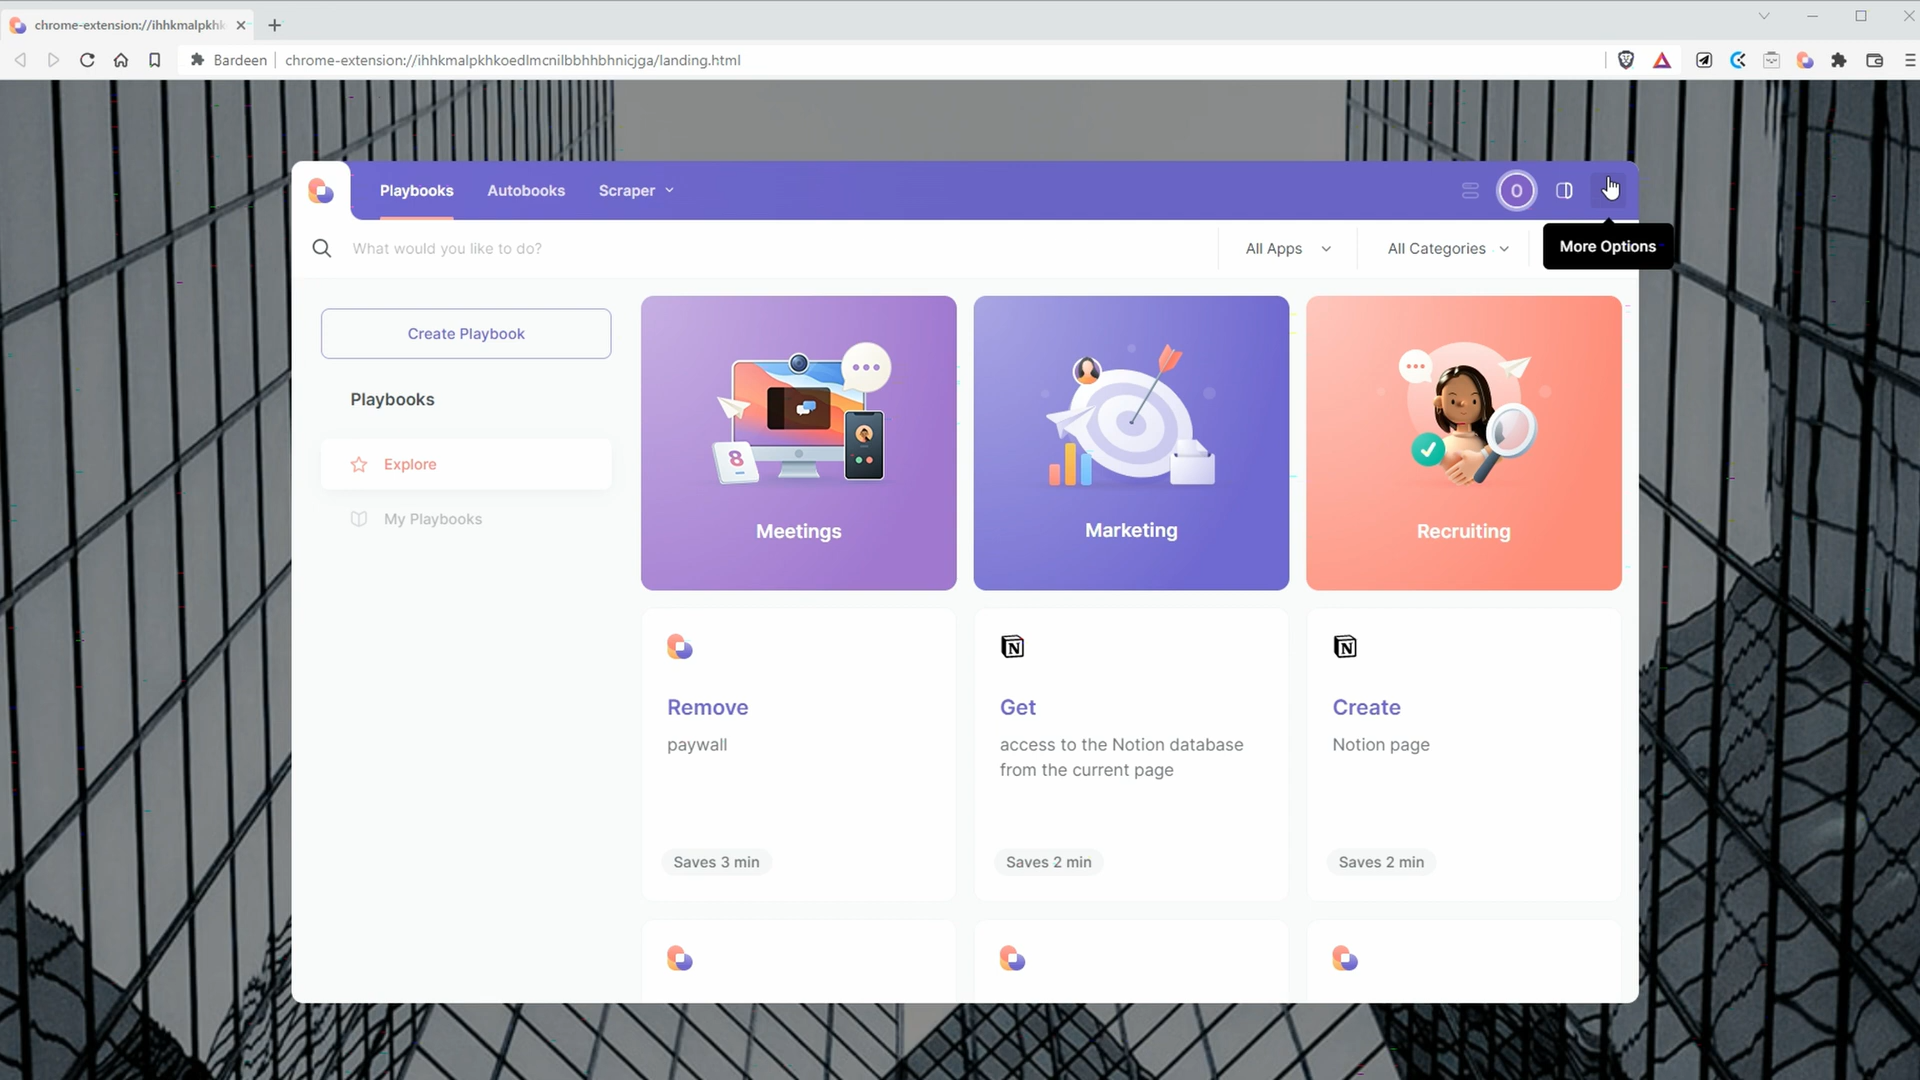 chrome-extension://ihhkmalpkhk
Bardeen
chrome-extension://ihhkmalpkhkoedlmcnilbbhhbhnicjga/landing.html
Playbooks
Autobooks
Scraper
O
What would you like to do?
All Apps
All Categories
More Options
Create Playbook
Playbooks
Explore
My Playbooks
8
Meetings
Marketing
Recruiting
N
N
Remove
paywall
Saves 3 min
Get
access to the Notion database
from the current page
Saves 2 min
Create
Notion page
Saves 2 min